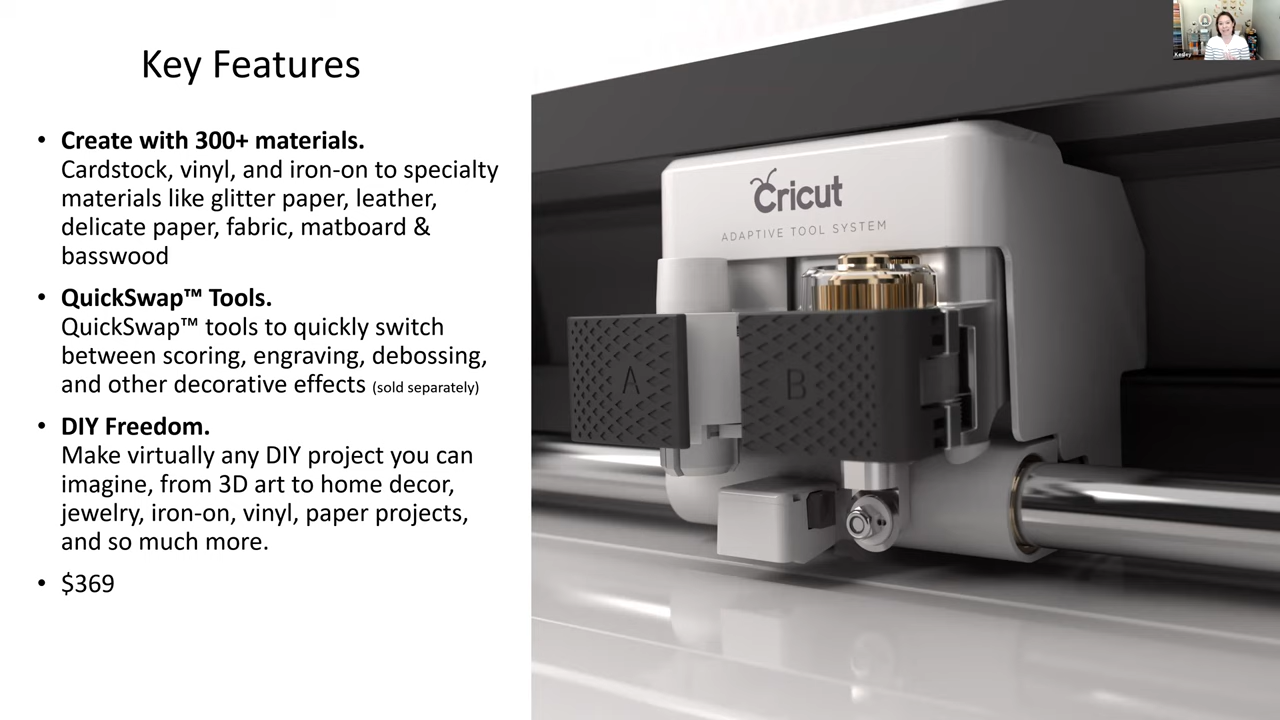 Key Features
• Create with 300+ materials.
Cardstock, vinyl, and iron-on to specialty
materials like glitter paper, leather,
delicate paper, fabric, matboard &
basswood
• QuickSwap™ Tools.
QuickSwap™ tools to quickly switch
between scoring, engraving, debossing,
and other decorative effects (sold separately)
• DIY Freedom.
Make virtually any DIY project you can
imagine, from 3D art to home decor,
jewelry, iron-on, vinyl, paper projects,
and so much more.
• $369
Cricut
ADAPTIVE TOOL SYSTEM
A
B